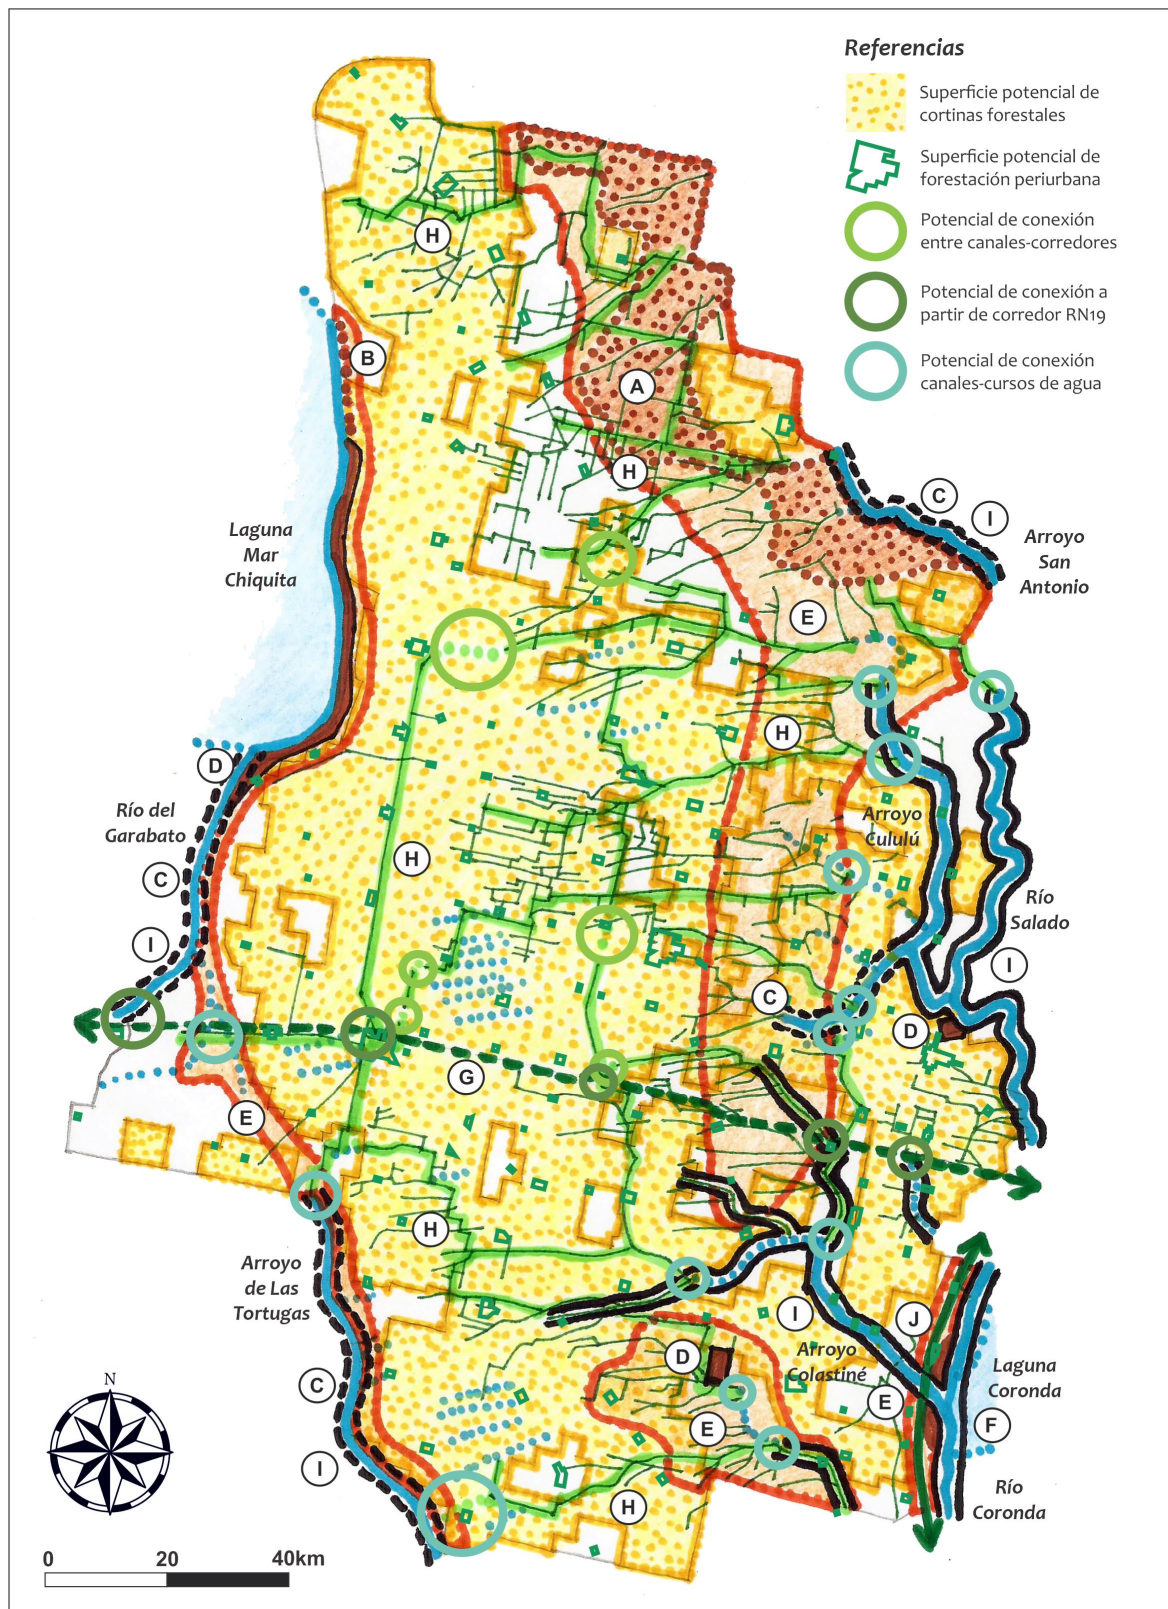 Referencias
Superficie potencial de
cortinas forestales
Superficie potencial de
forestación periurbana
Potencial de conexión
entre canales-corredores
Potencial de conexión a
partir de corredor RN19
Potencial de conexión
canales-cursos de agua
H
B
A
H
C
I
Arroyo
San
Antonio
Laguna
Mar
Chiquita
E
H
D
Río del
Garabato
Arroyo
Cululú
H
C
Río
Salado
I
I
C
D
G
E
H
Arroyo
de Las
Tortugas
I
J
Arroyo
Colastiné
D
Laguna
Coronda
C
E
E
F
I
Río
Coronda
H
N
0
20
40km